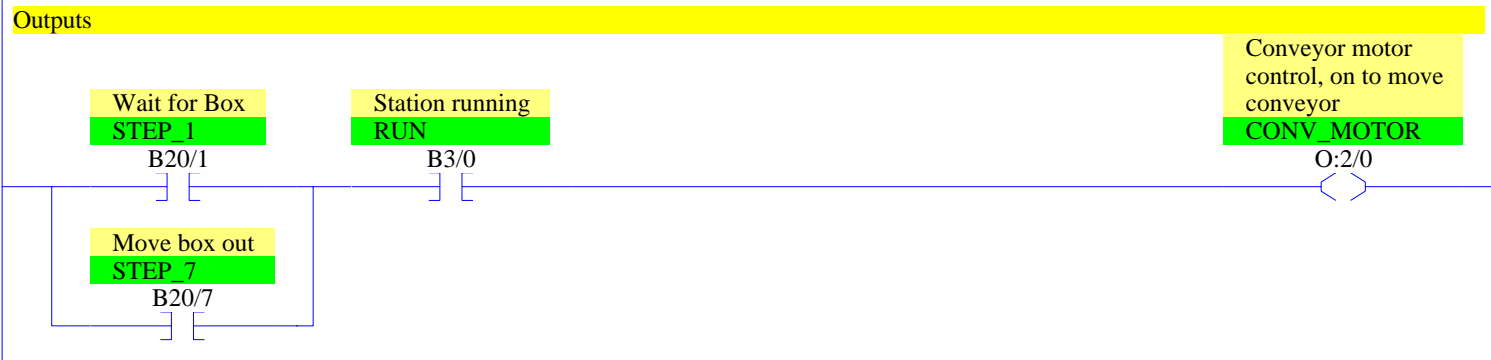 Outputs
Wait for Box
STEP_1
B20/1
Station running
RUN
B3/0
Conveyor motor
control, on to move
conveyor
CONV_MOTOR
O:2/0
Move box out
STEP_7
B20/7